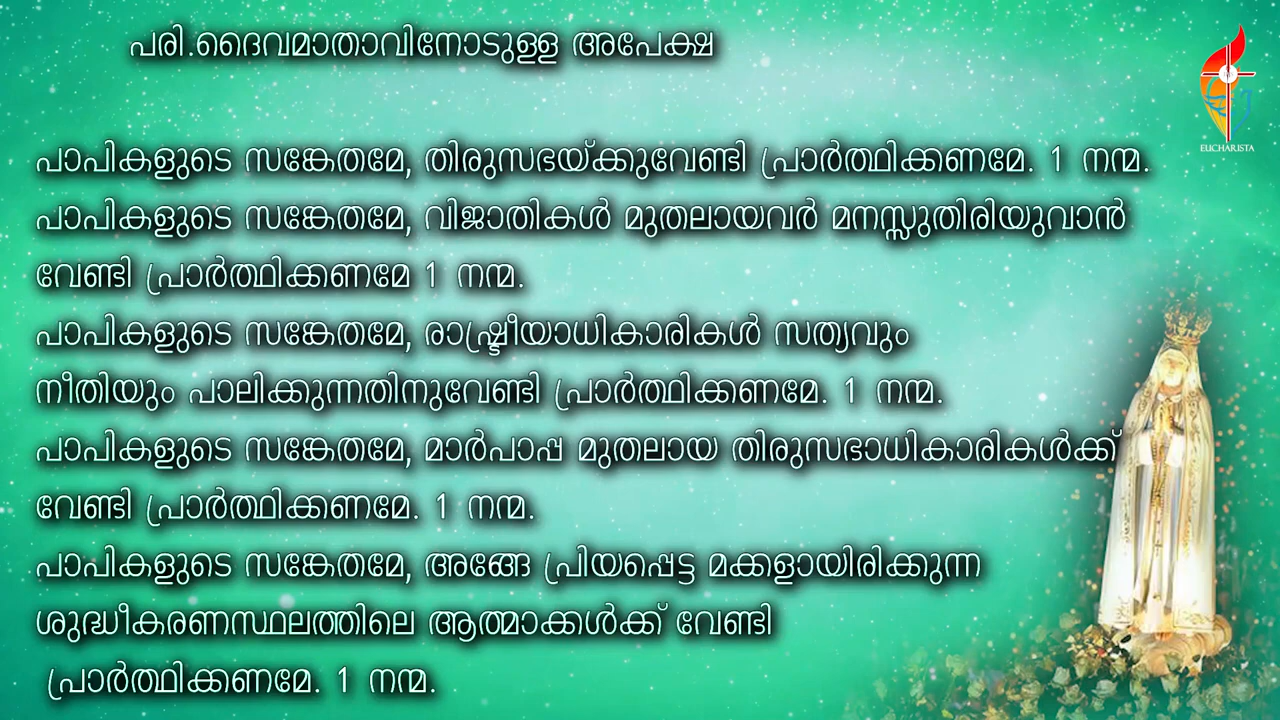 പരി.ദൈവമാതാവിനോടുള്ള അപേക്ഷ
EUCHARISTA
പാപികളുടെ സങ്കേതമേ, തിരുസഭയ്ക്കുവേണ്ടി പ്രാർത്ഥിക്കണമേ. 1 നന്മ.
പാപികളുടെ സങ്കേതമേ, വിജാതികൾ മുതലായവർ മനസ്സുതിരിയുവാൻ
വേണ്ടി പ്രാർത്ഥിക്കണമേ 1 നന്മ.
പാപികളുടെ സങ്കേതമേ, രാഷ്ട്രീയാധികാരികൾ സത്യവും
നീതിയും പാലിക്കുന്നതിനുവേണ്ടി പ്രാർത്ഥിക്കണമേ. 1 നന്മ.
പാപികളുടെ സങ്കേതമേ, മാർപാപ്പ മുതലായ തിരുസഭാധികാരികൾക്ക്
വേണ്ടി പ്രാർത്ഥിക്കണമേ. 1 നന്മ.
പാപികളുടെ സങ്കേതമേ, അങ്ങേ പ്രിയപ്പെട്ട മക്കളായിരിക്കുന്ന
ശുദ്ധീകരണസ്ഥലത്തിലെ ആത്മാക്കൾക്ക് വേണ്ടി
പ്രാർത്ഥിക്കണമേ. 1 നന്മ.